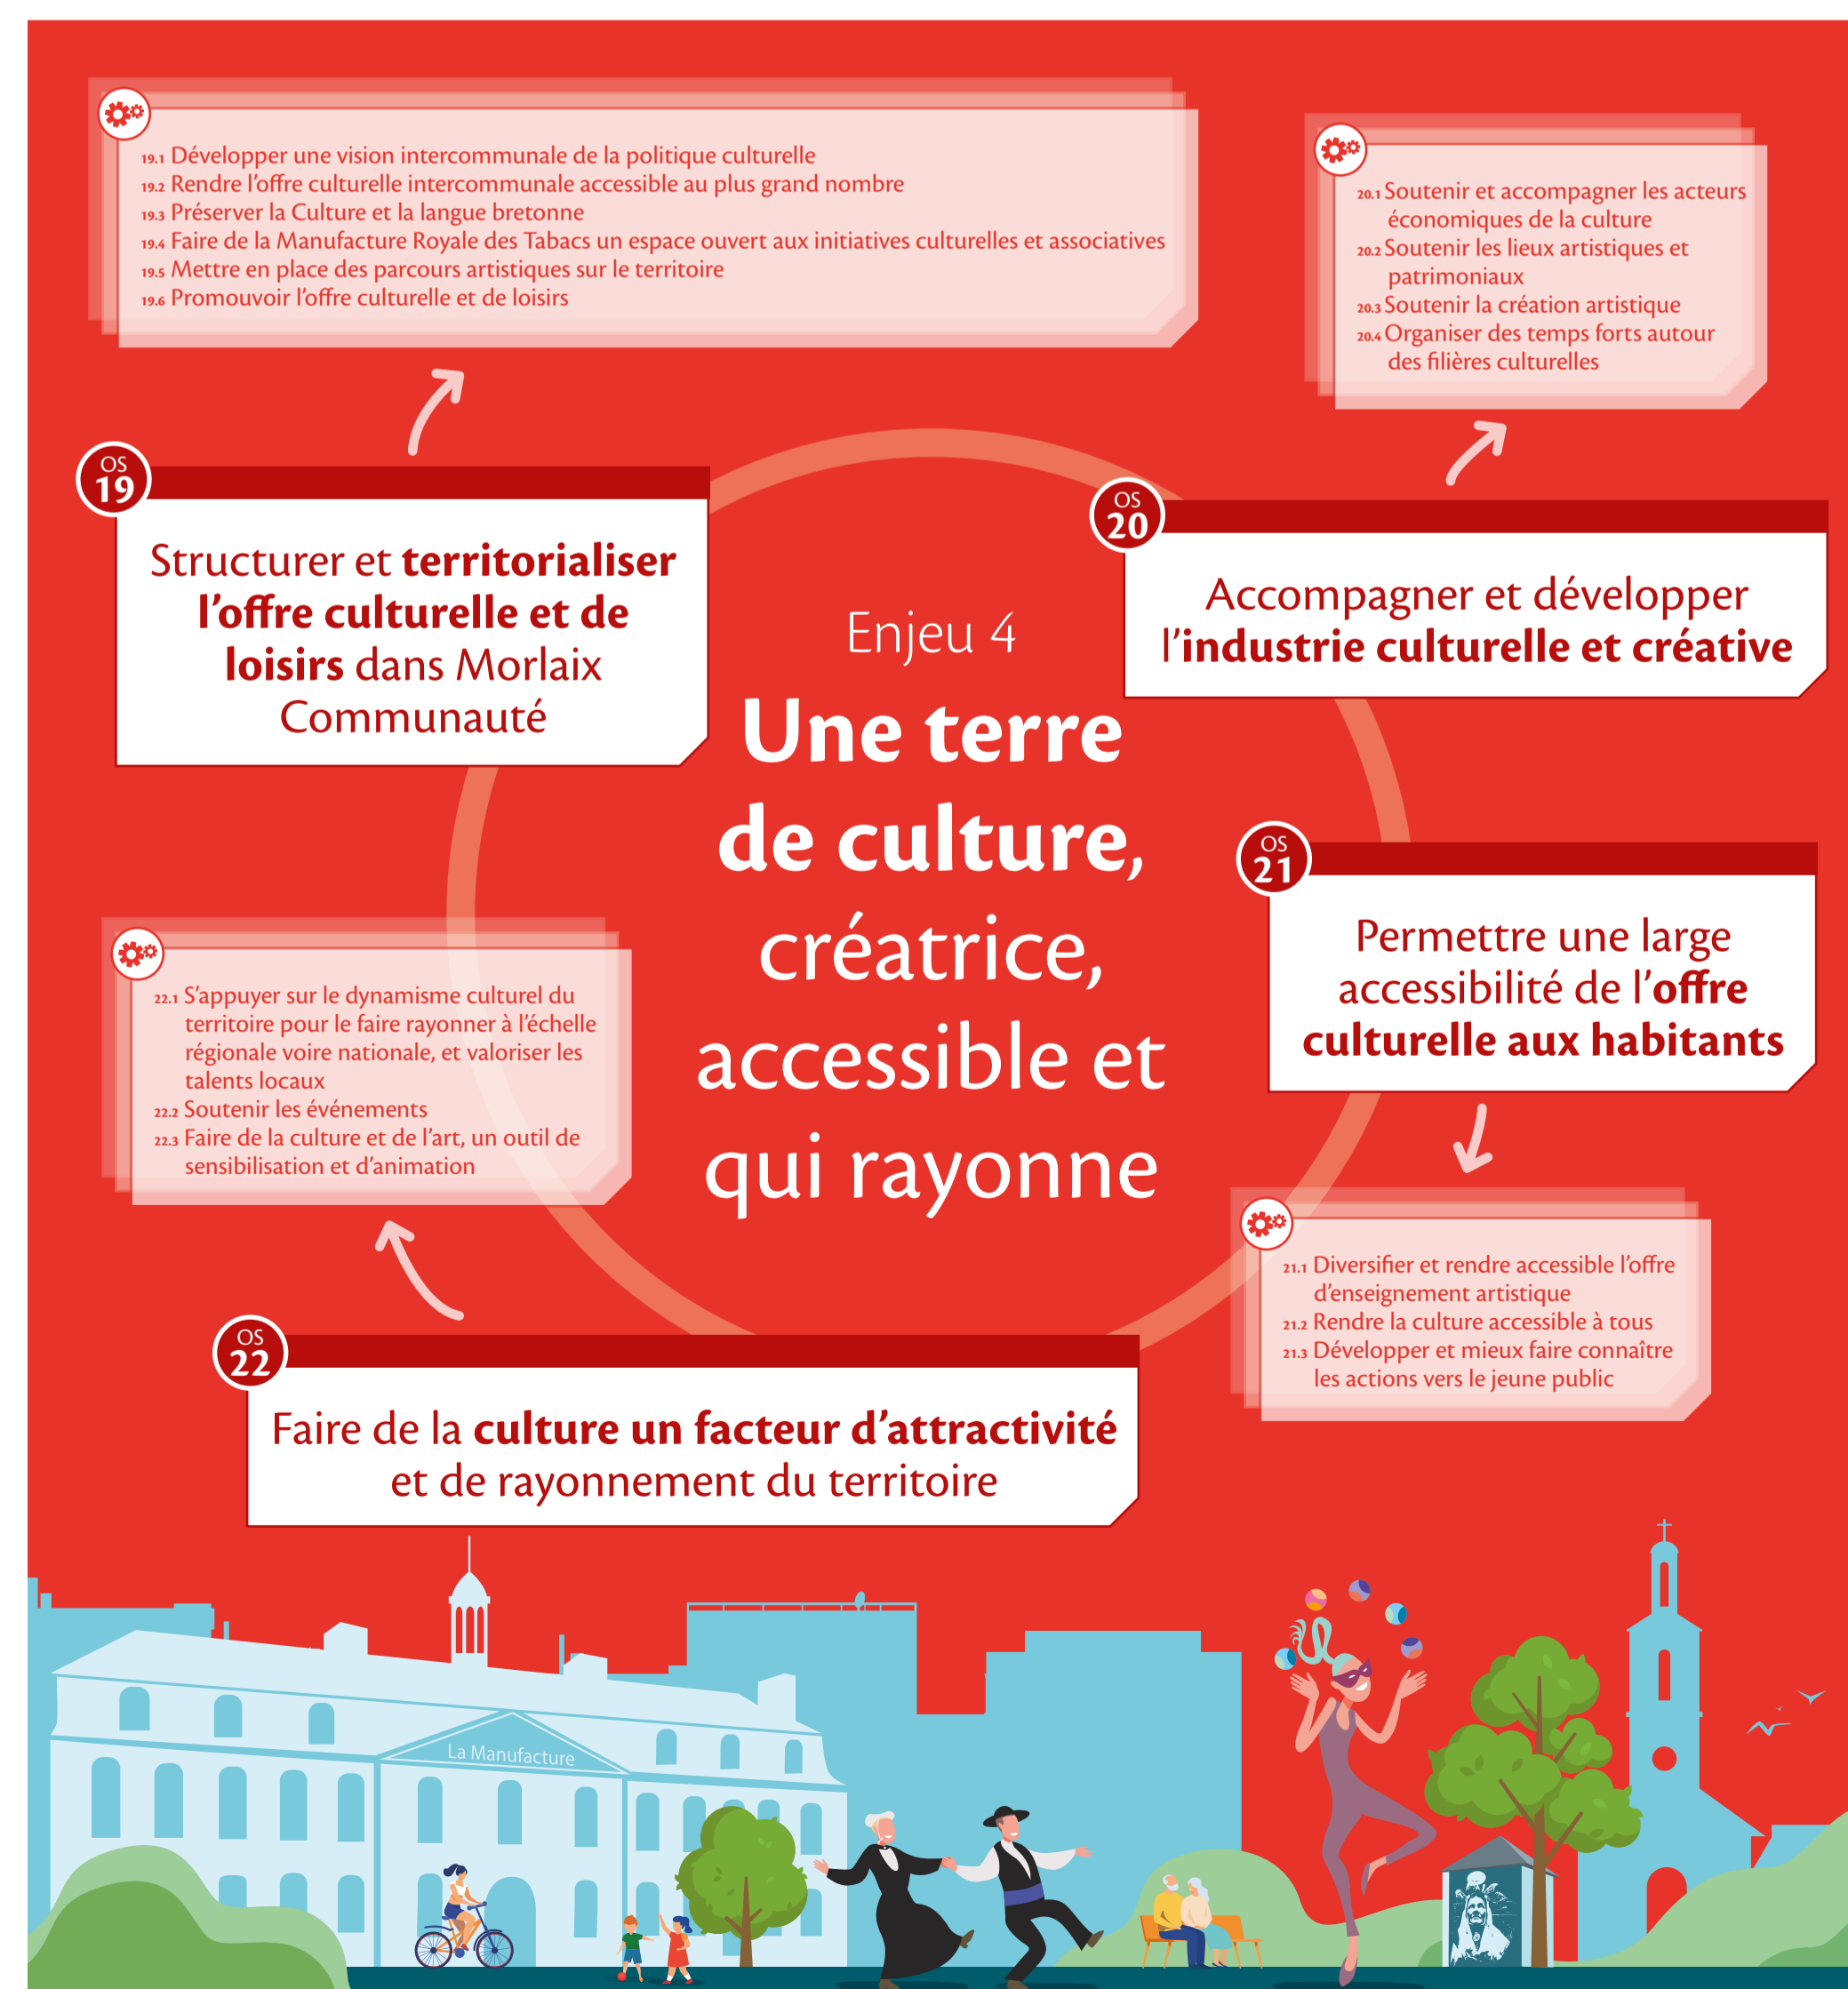 19.1 Développer une vision intercommunale de la politique culturelle
19.2 Rendre l’offre culturelle intercommunale accessible au plus grand nombre
19.3 Préserver la Culture et la langue bretonne
19.4 Faire de la Manufacture Royale des Tabacs un espace ouvert aux initiatives culturelles et associatives
19.5 Mettre en place des parcours artistiques sur le territoire
19.6 Promouvoir l’offre culturelle et de loisirs
20.1 Soutenir et accompagner les acteurs
économiques de la culture
20.2 Soutenir les lieux artistiques et
patrimoniaux
20.3 Soutenir la création artistique
20.4 Organiser des temps forts autour
des filières culturelles
OS
19
Structurer et territorialiser
l’offre culturelle et de
loisirs dans Morlaix
Communauté
OS
20
Accompagner et développer
l’industrie culturelle et créative
Enjeu 4
Une terre
de culture,
créatrice,
accessible et
qui rayonne
OS
21
Permettre une large
accessibilité de l’offre
culturelle aux habitants
22.1 S’appuyer sur le dynamisme culturel du
territoire pour le faire rayonner à l’échelle
régionale voire nationale, et valoriser les
talents locaux
22.2 Soutenir les événements
22.3 Faire de la culture et de l’art, un outil de
sensibilisation et d’animation
21.1 Diversifier et rendre accessible l’offre
d’enseignement artistique
21.2 Rendre la culture accessible à tous
21.3 Développer et mieux faire connaître
les actions vers le jeune public
OS
22
Faire de la culture un facteur d’attractivité
et de rayonnement du territoire
La Manufacture